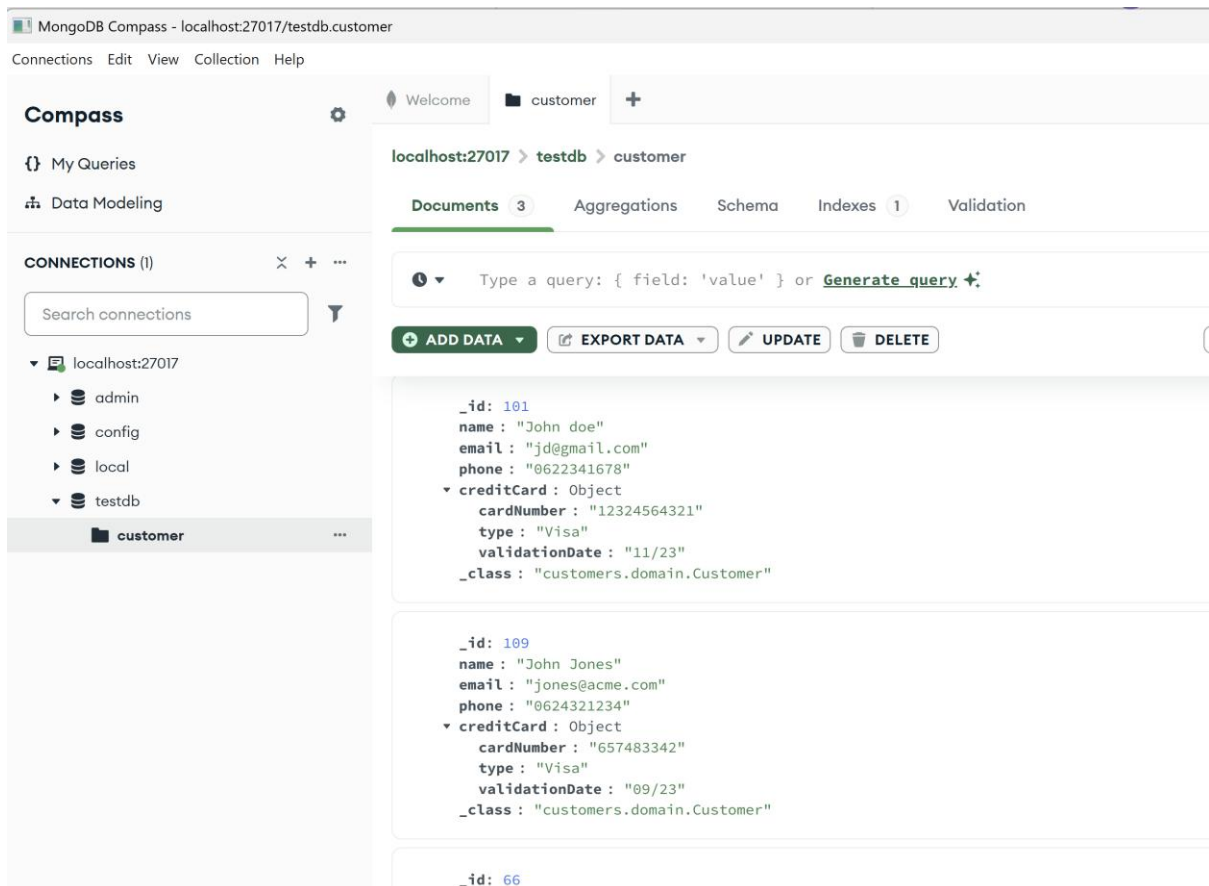 MongoDB Compass - localhost:27017/testdb.customer
Connections Edit View Collection Help
Compass
My Queries
Data Modeling
CONNECTIONS (1)
Search connections
localhost:27017
admin
config
local
testdb
customer
Welcome
customer
localhost:27017 > testdb > customer
Documents 3 Aggregations Schema Indexes 1 Validation
Type a query: { field: 'value' } or Generate query
ADD DATA EXPORT DATA UPDATE DELETE
_id: 101
name : "John doe"
email : "jd@gmail.com"
phone : "0622341678"
creditCard : Object
cardNumber : "12324564321"
type : "Visa"
validationDate : "11/23"
_class : "customers.domain.Customer"
_id: 109
name : "John Jones"
email : "jones@acme.com"
phone : "0624321234"
creditCard : Object
cardNumber : "657483342"
type : "Visa"
validationDate : "09/23"
_class : "customers.domain.Customer"
_id: 66